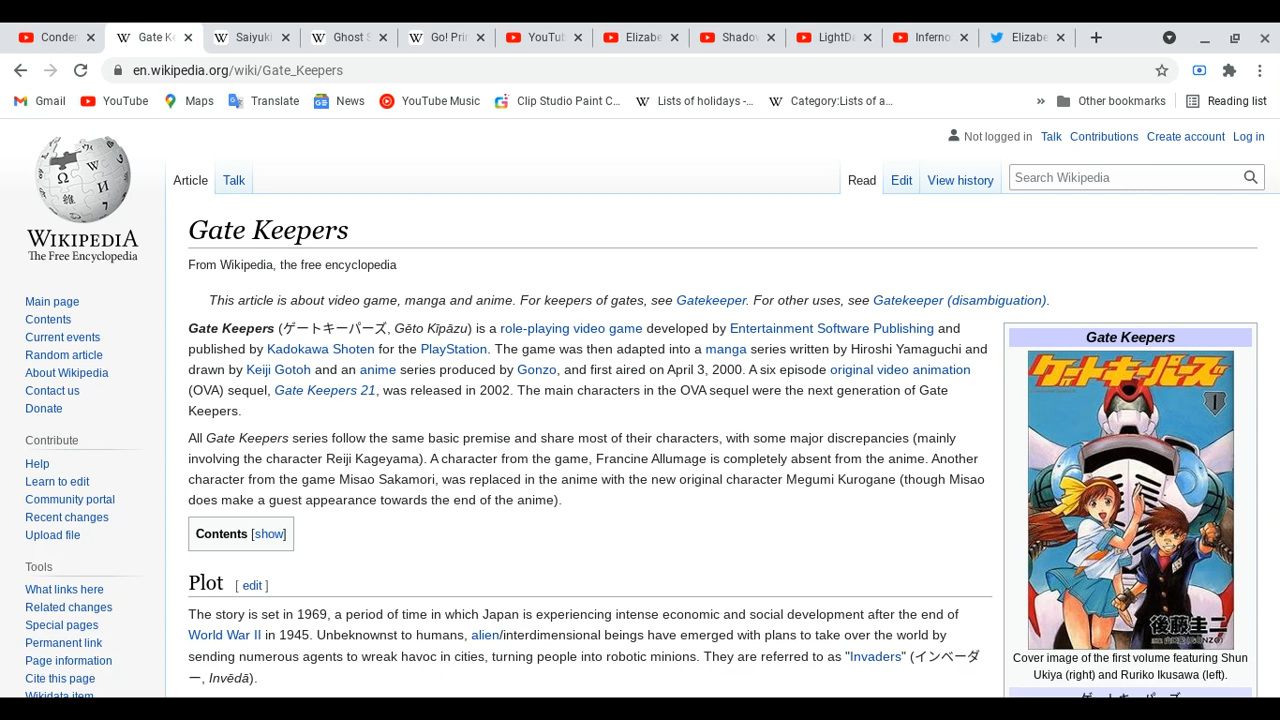 Conden
Gate Ke
Saiyuki
Ghost S
Go! Prin
YouTub
Elizabe
Shadow
LightDa
Inferno
Elizabe
en.wikipedia.org/wiki/Gate_Keepers
Gmail YouTube Maps Translate News YouTube Music Clip Studio Paint C... Lists of holidays -... Category:Lists of a... » Other bookmarks Reading list
Not logged in Talk Contributions Create account Log in
Article Talk Read Edit View history Search Wikipedia
WIKIPEDIA
The Free Encyclopedia
Main page
Contents
Current events
Random article
About Wikipedia
Contact us
Donate
Contribute
Help
Learn to edit
Community portal
Recent changes
Upload file
Tools
What links here
Related changes
Special pages
Permanent link
Page information
Cite this page
Wikidata item
Gate Keepers
From Wikipedia, the free encyclopedia
This article is about video game, manga and anime. For keepers of gates, see Gatekeeper. For other uses, see Gatekeeper (disambiguation).
Gate Keepers (ゲートキーパーズ, Gēto Kīpāzu) is a role-playing video game developed by Entertainment Software Publishing and
published by Kadokawa Shoten for the PlayStation. The game was then adapted into a manga series written by Hiroshi Yamaguchi and
drawn by Keiji Gotoh and an anime series produced by Gonzo, and first aired on April 3, 2000. A six episode original video animation
(OVA) sequel, Gate Keepers 21, was released in 2002. The main characters in the OVA sequel were the next generation of Gate
Keepers.
All Gate Keepers series follow the same basic premise and share most of their characters, with some major discrepancies (mainly
involving the character Reiji Kageyama). A character from the game, Francine Allumage is completely absent from the anime. Another
character from the game Misao Sakamori, was replaced in the anime with the new original character Megumi Kurogane (though Misao
does make a guest appearance towards the end of the anime).
Contents [show]
Plot [ edit ]
The story is set in 1969, a period of time in which Japan is experiencing intense economic and social development after the end of
World War II in 1945. Unbeknownst to humans, alien/interdimensional beings have emerged with plans to take over the world by
sending numerous agents to wreak havoc in cities, turning people into robotic minions. They are referred to as "Invaders" (インベーダ
ー, Invēdā).
Gate Keepers
ゲートキーパーズ
1
後藤圭二
Cover image of the first volume featuring Shun
Ukiya (right) and Ruriko Ikusawa (left).
ゲートキーパーズ